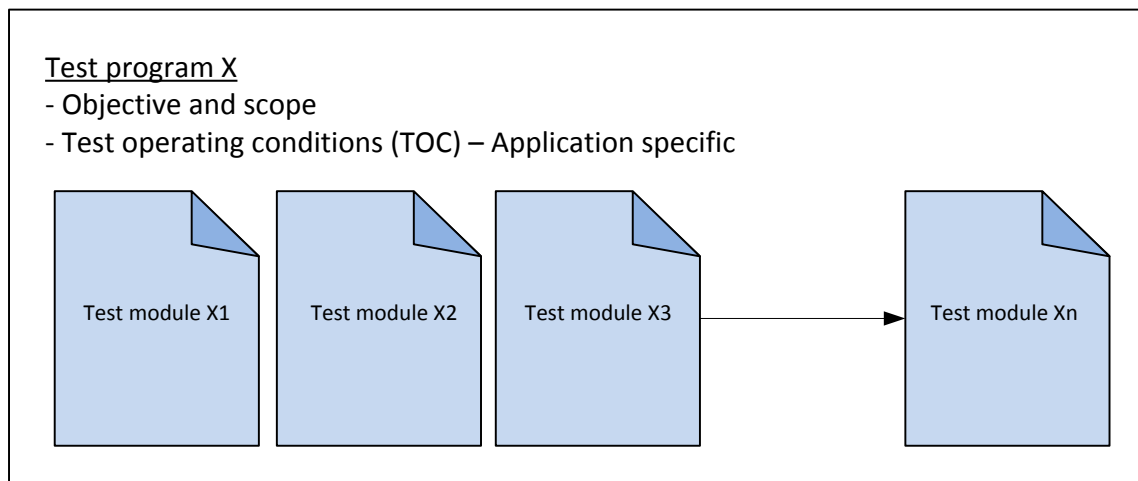 Test program X
- Objective and scope
- Test operating conditions (TOC) – Application specific
Test module X1
Test module X2
Test module X3
Test module Xn